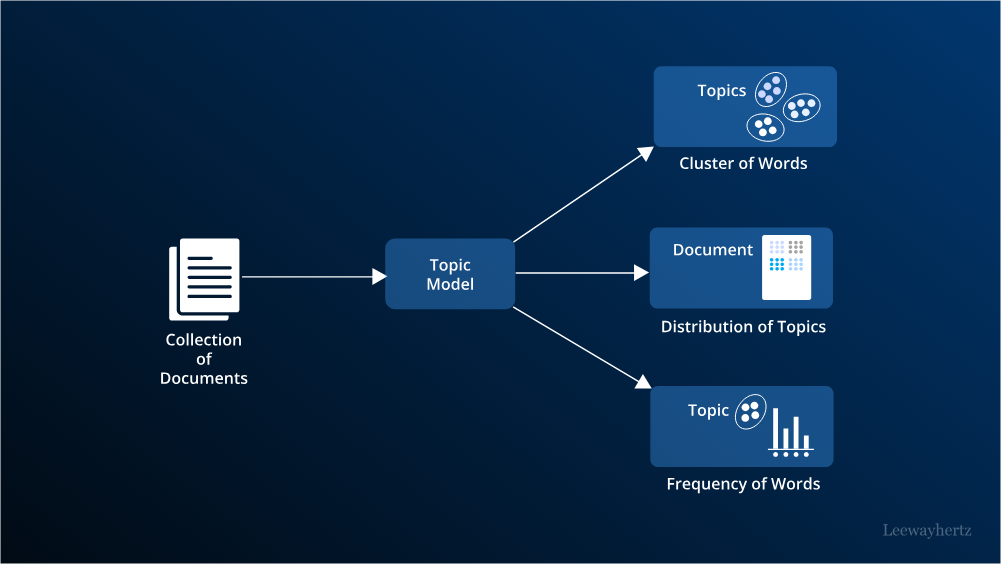 Topics
Cluster of Words
Document
Distribution of Topics
Topic
Model
Collection
of
Documents
Topic
Frequency of Words
Leewayhertz